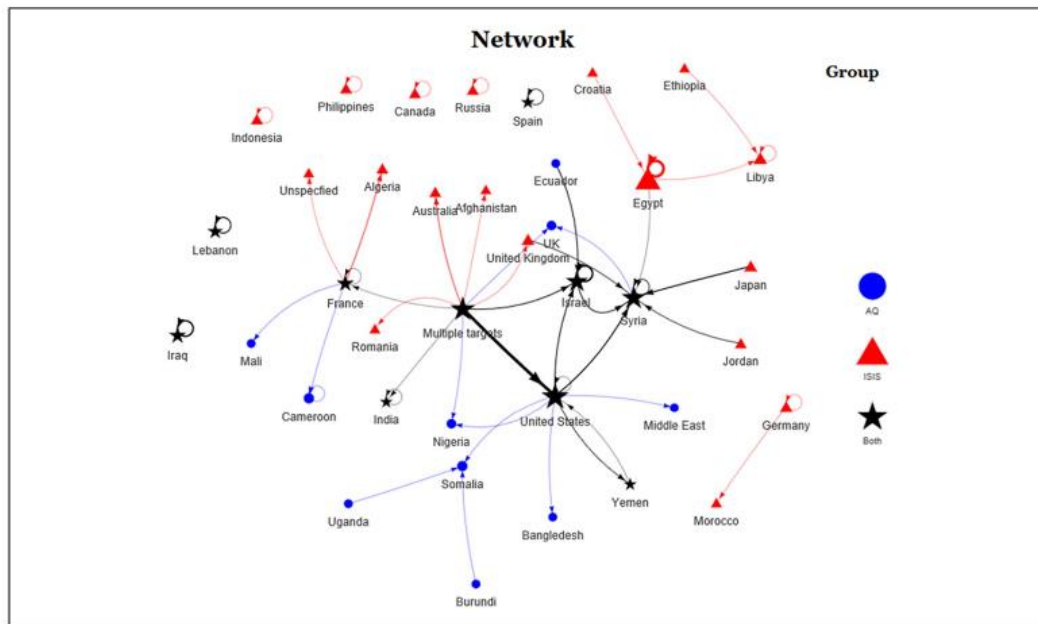 Network
Group
Croatia
Ethiopia
Philippines
Canada
Russia
Spain
Indonesia
Libya
Ecuador
Unspecfied
Algeria
Australia
Afghanistan
Egypt
Lebanon
UK
United Kingdom
France
Israel
Japan
Multiple targets
Syria
AQ
Iraq
Mali
Romania
Jordan
ISIS
Cameroon
India
United States
Middle East
Germany
Nigeria
Both
Somalia
Yemen
Uganda
Bangledesh
Morocco
Burundi